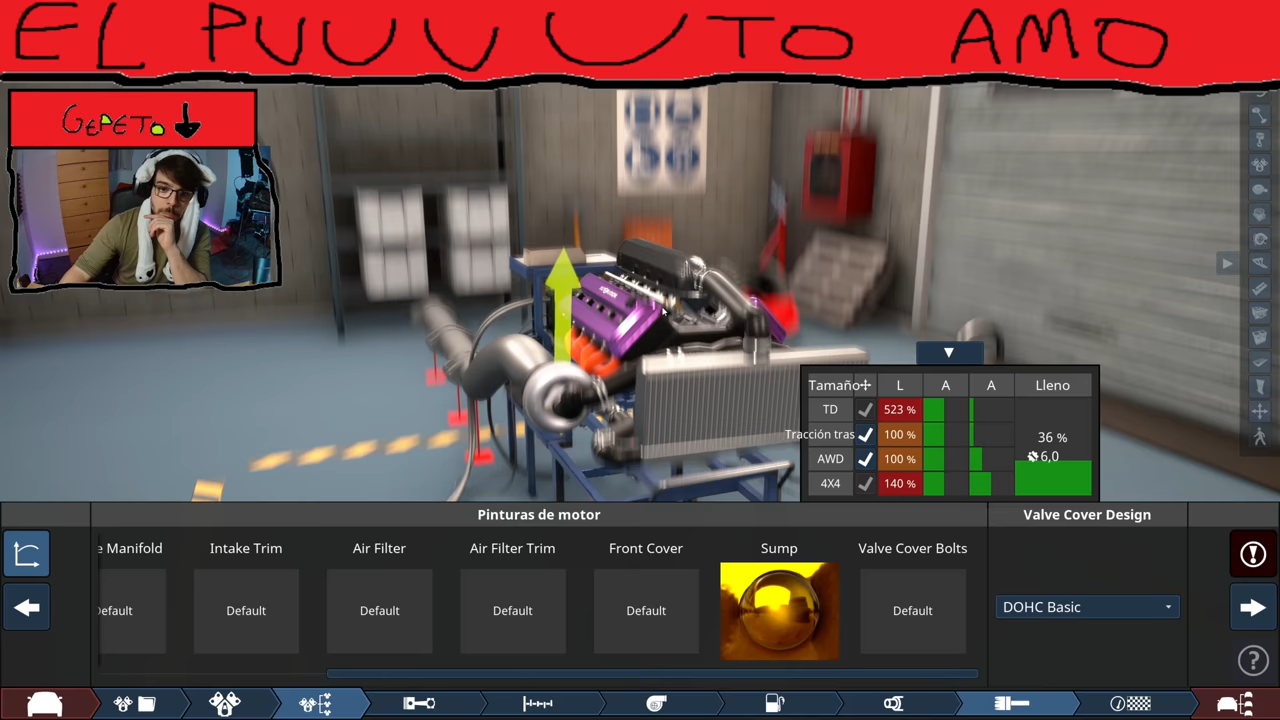 EL PUUUUTO AMO
GEPETO
Tamaño L A A Lleno
TD 523 %
Tracción tras 100 %
AWD 100 %
4X4 140 %
36 %
6,0
Pinturas de motor
Valve Cover Design
e Manifold Intake Trim Air Filter Air Filter Trim Front Cover Sump Valve Cover Bolts
Default Default Default Default Default Default
DOHC Basic